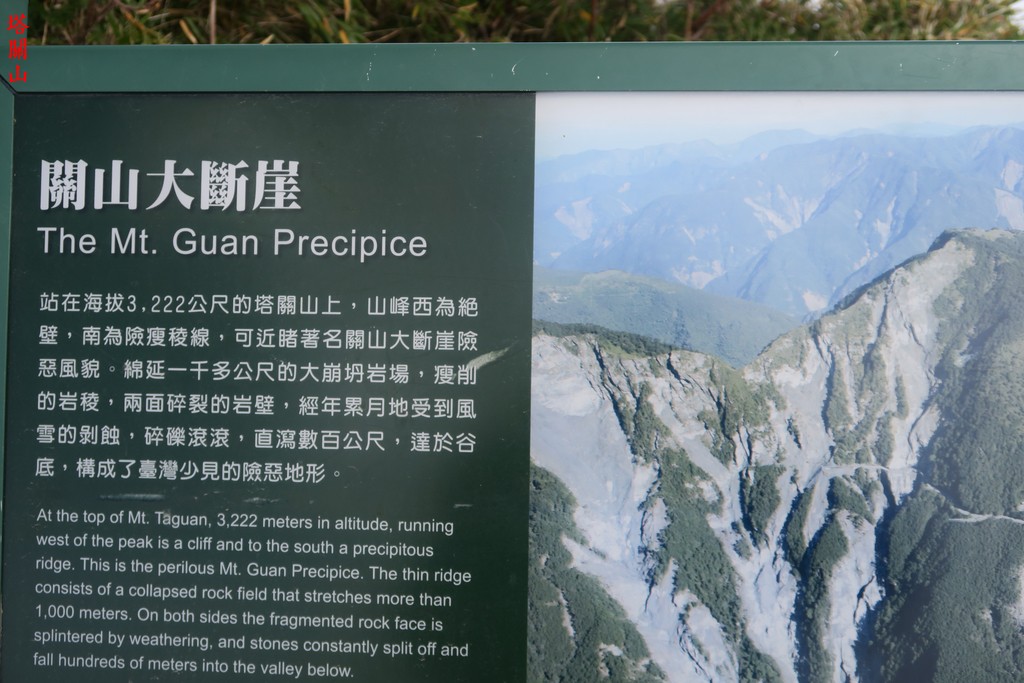 塔關山
關山大斷崖
The Mt. Guan Precipice
站在海拔3,222公尺的塔關山上，山峰西為絕
壁，南為險瘦稜線，可近睹著名關山大斷崖險
惡風貌。綿延一千多公尺的大崩坍岩場，瘦削
的岩稜，兩面碎裂的岩壁，經年累月地受到風
雪的剝蝕，碎礫滾滾，直瀉數百公尺，達於谷
底，構成了臺灣少見的險惡地形。
At the top of Mt. Taguan, 3,222 meters in altitude, running
west of the peak is a cliff and to the south a precipitous
ridge. This is the perilous Mt. Guan Precipice. The thin ridge
consists of a collapsed rock field that stretches more than
1,000 meters. On both sides the fragmented rock face is
splintered by weathering, and stones constantly split off and
fall hundreds of meters into the valley below.